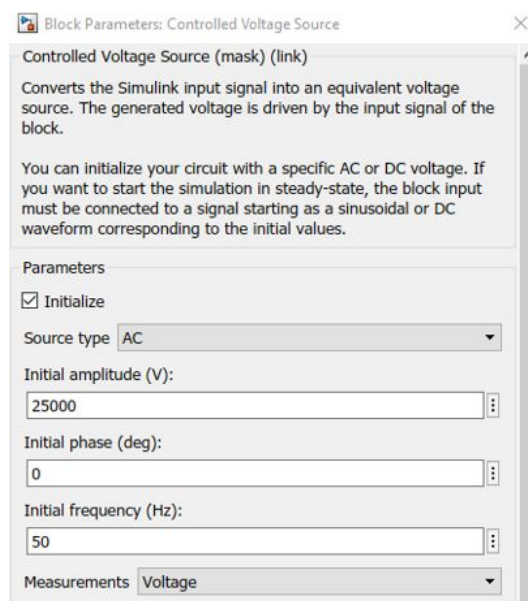 Block Parameters: Controlled Voltage Source
Controlled Voltage Source (mask) (link)
Converts the Simulink input signal into an equivalent voltage
source. The generated voltage is driven by the input signal of the
block.
You can initialize your circuit with a specific AC or DC voltage. If
you want to start the simulation in steady-state, the block input
must be connected to a signal starting as a sinusoidal or DC
waveform corresponding to the initial values.
Parameters
Initialize
Source type AC
Initial amplitude (V):
25000
Initial phase (deg):
0
Initial frequency (Hz):
50
Measurements Voltage